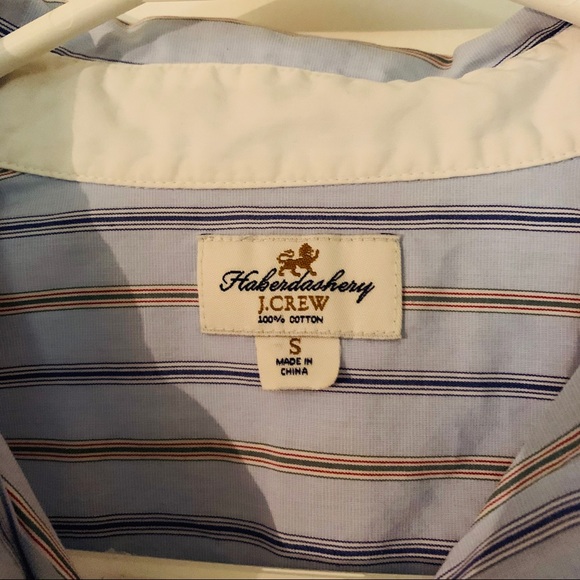 Haberdashery
J.CREW
100% COTTON
S
MADE IN
CHINA